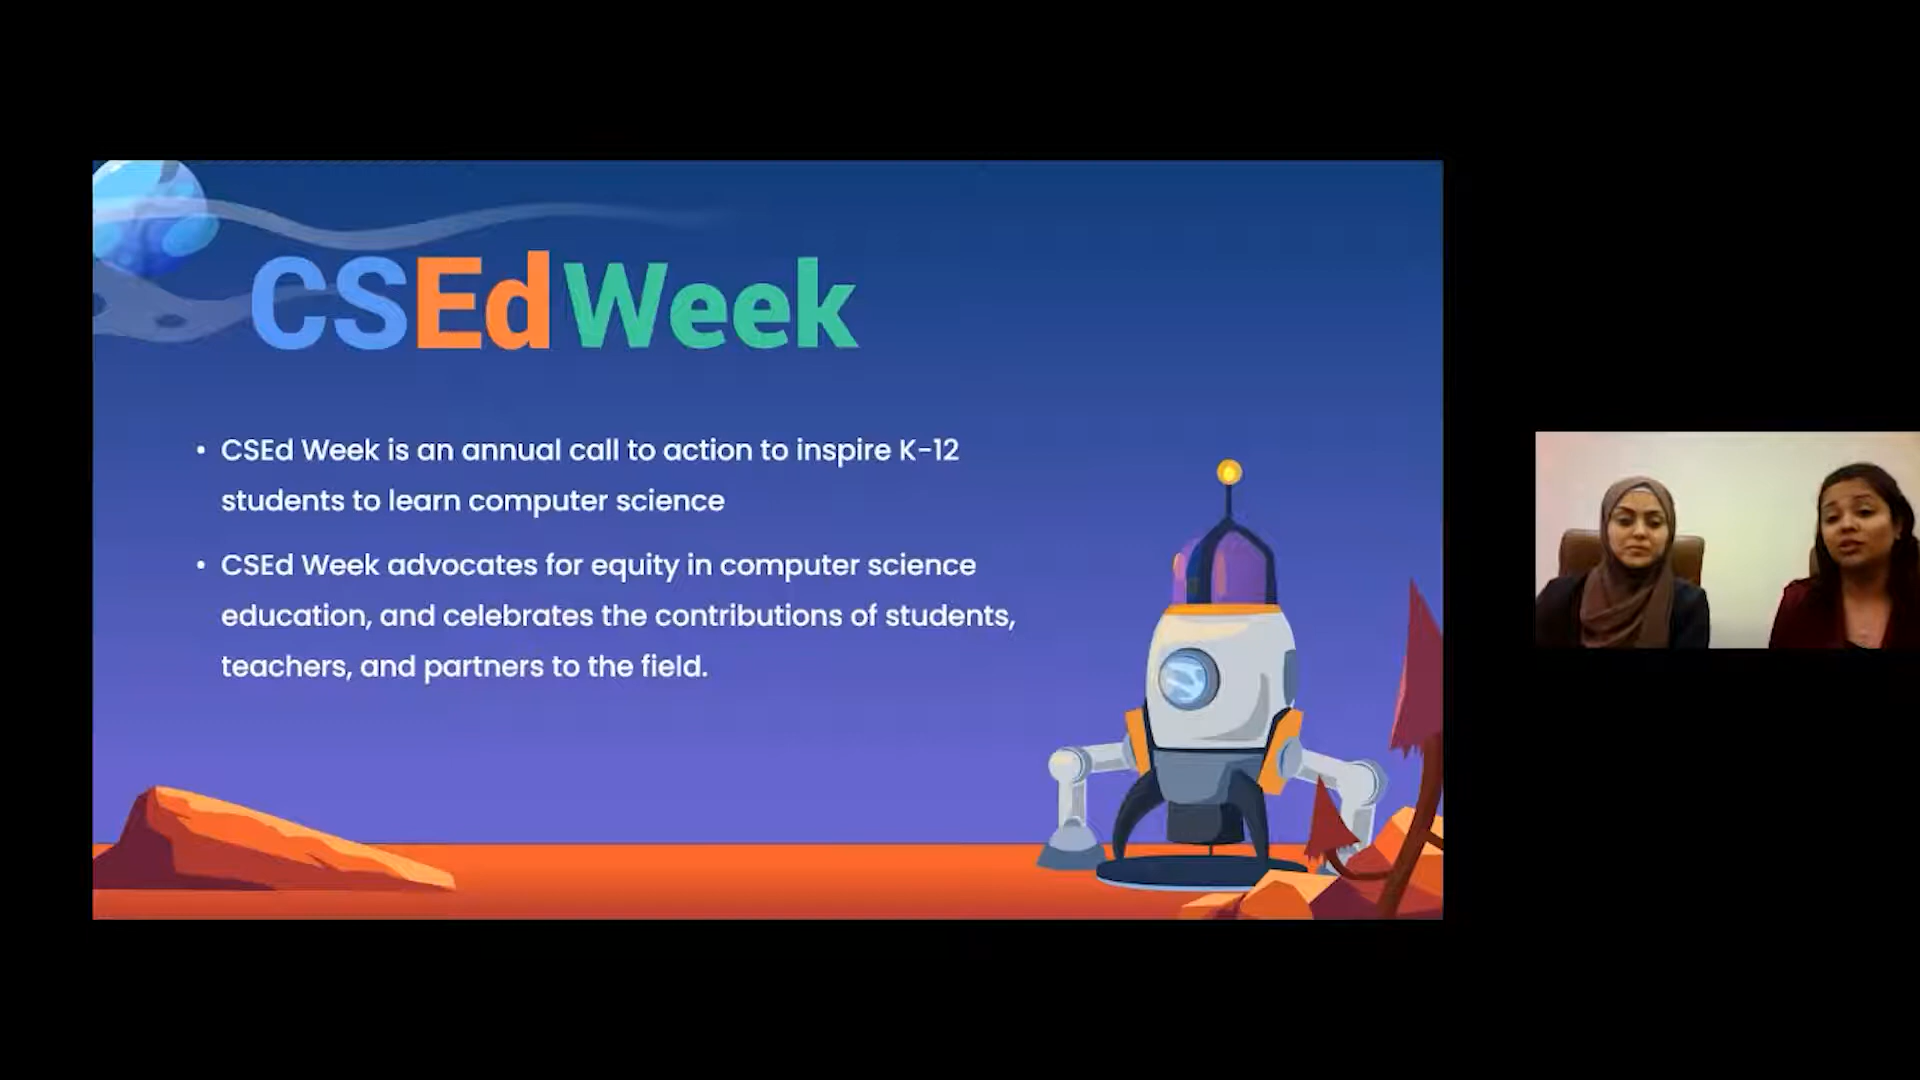 CSEdWeek
• CSEd Week is an annual call to action to inspire K-12
students to learn computer science
• CSEd Week advocates for equity in computer science
education, and celebrates the contributions of students,
teachers, and partners to the field.